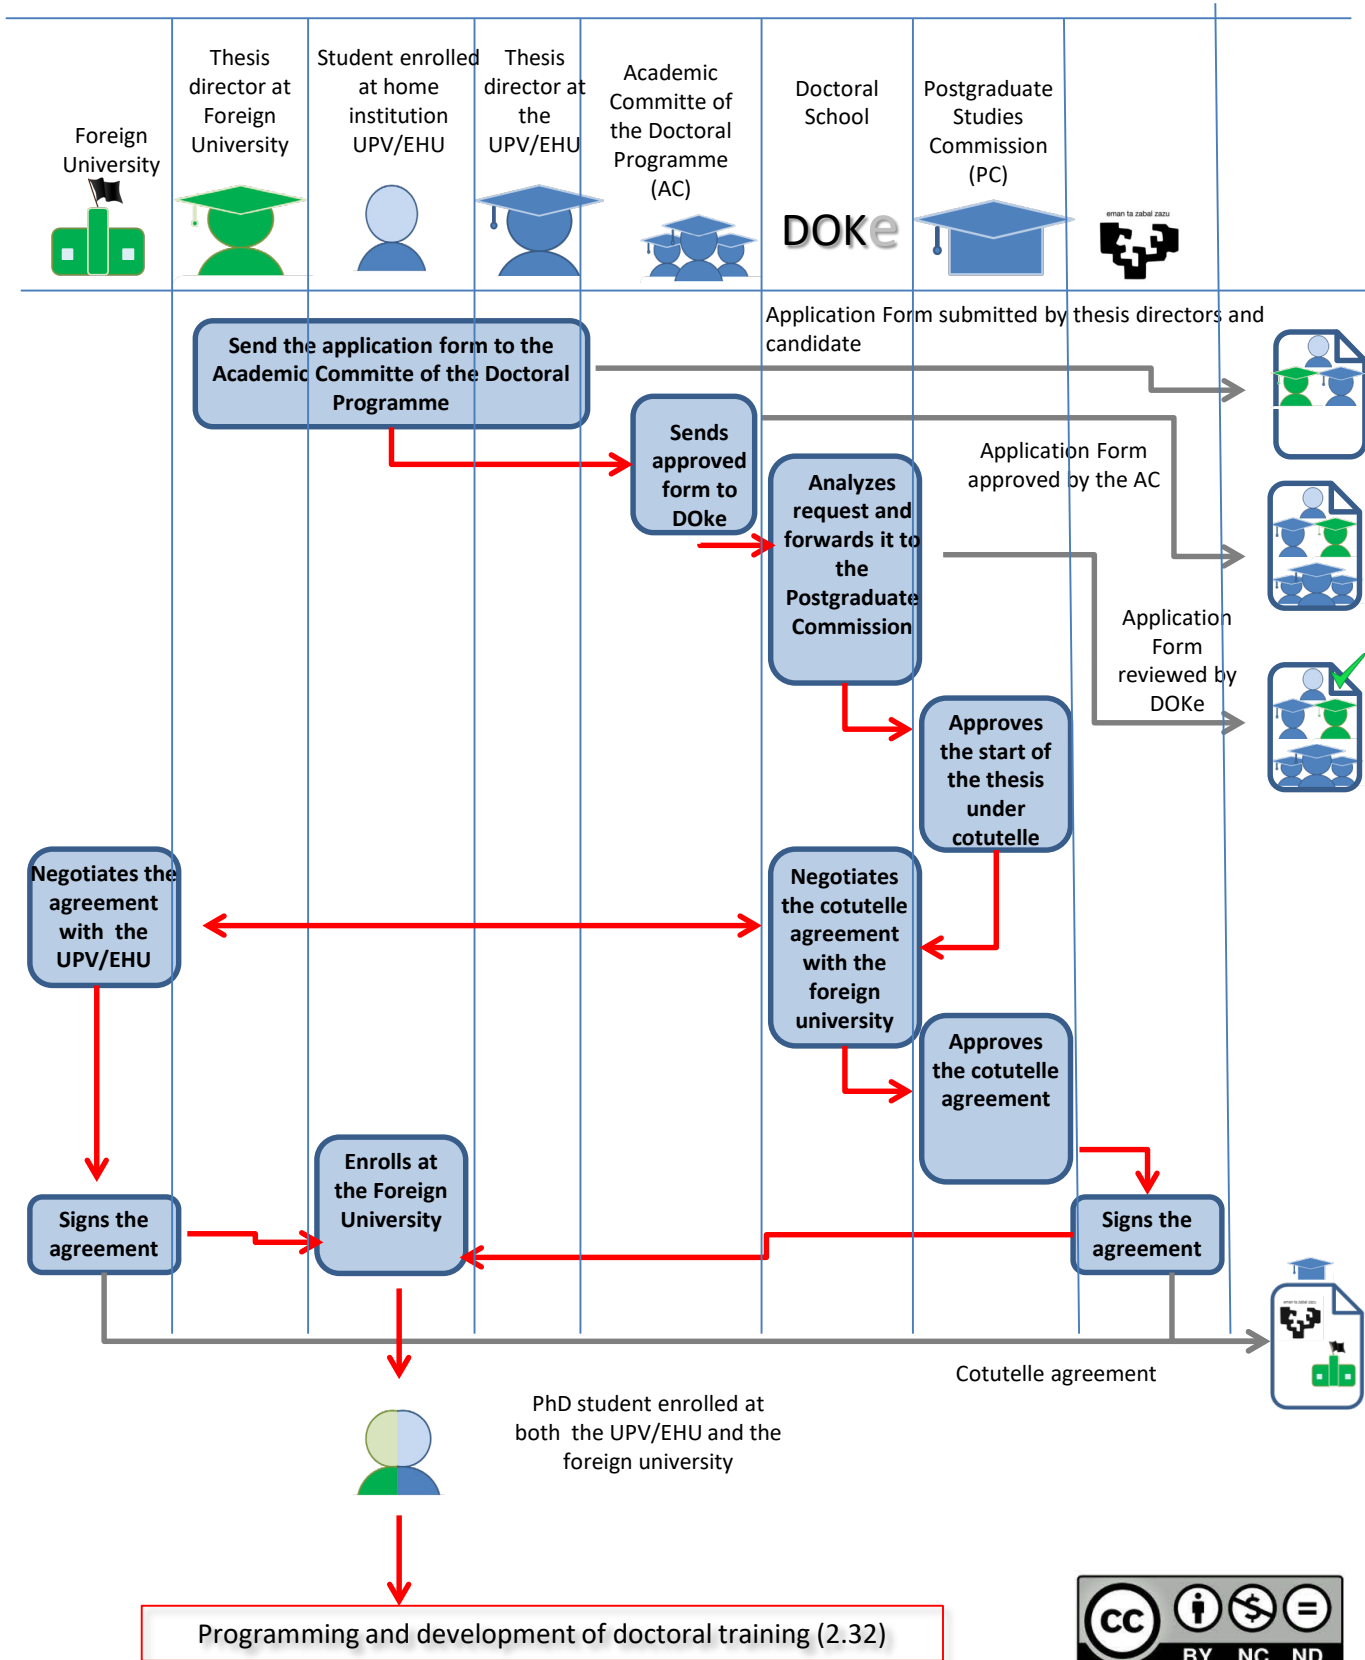 Foreign
University
Thesis
director at
Foreign
University
Student enrolled
at home
institution
UPV/EHU
Thesis
director at
the
UPV/EHU
Academic
Committe of
the Doctoral
Programme
(AC)
Doctoral
School
DOKe
Postgraduate
Studies
Commission
(PC)
eman ta zabal zazu
Application Form submitted by thesis directors and
candidate
Send the application form to the
Academic Committe of the Doctoral
Programme
Sends
approved
form to
DOke
Application Form
approved by the AC
Analyzes
request and
forwards it to
the
Postgraduate
Commission
Application
Form
reviewed by
DOKe
Approves
the start of
the thesis
under
cotutelle
Negotiates the
agreement
with the
UPV/EHU
Negotiates
the cotutelle
agreement
with the
foreign
university
Approves
the cotutelle
agreement
Enrolls at
the Foreign
University
Signs the
agreement
Signs the
agreement
eman ta zabal zazu
Cotutelle agreement
PhD student enrolled at
both the UPV/EHU and the
foreign university
Programming and development of doctoral training (2.32)
cc
BY NC ND